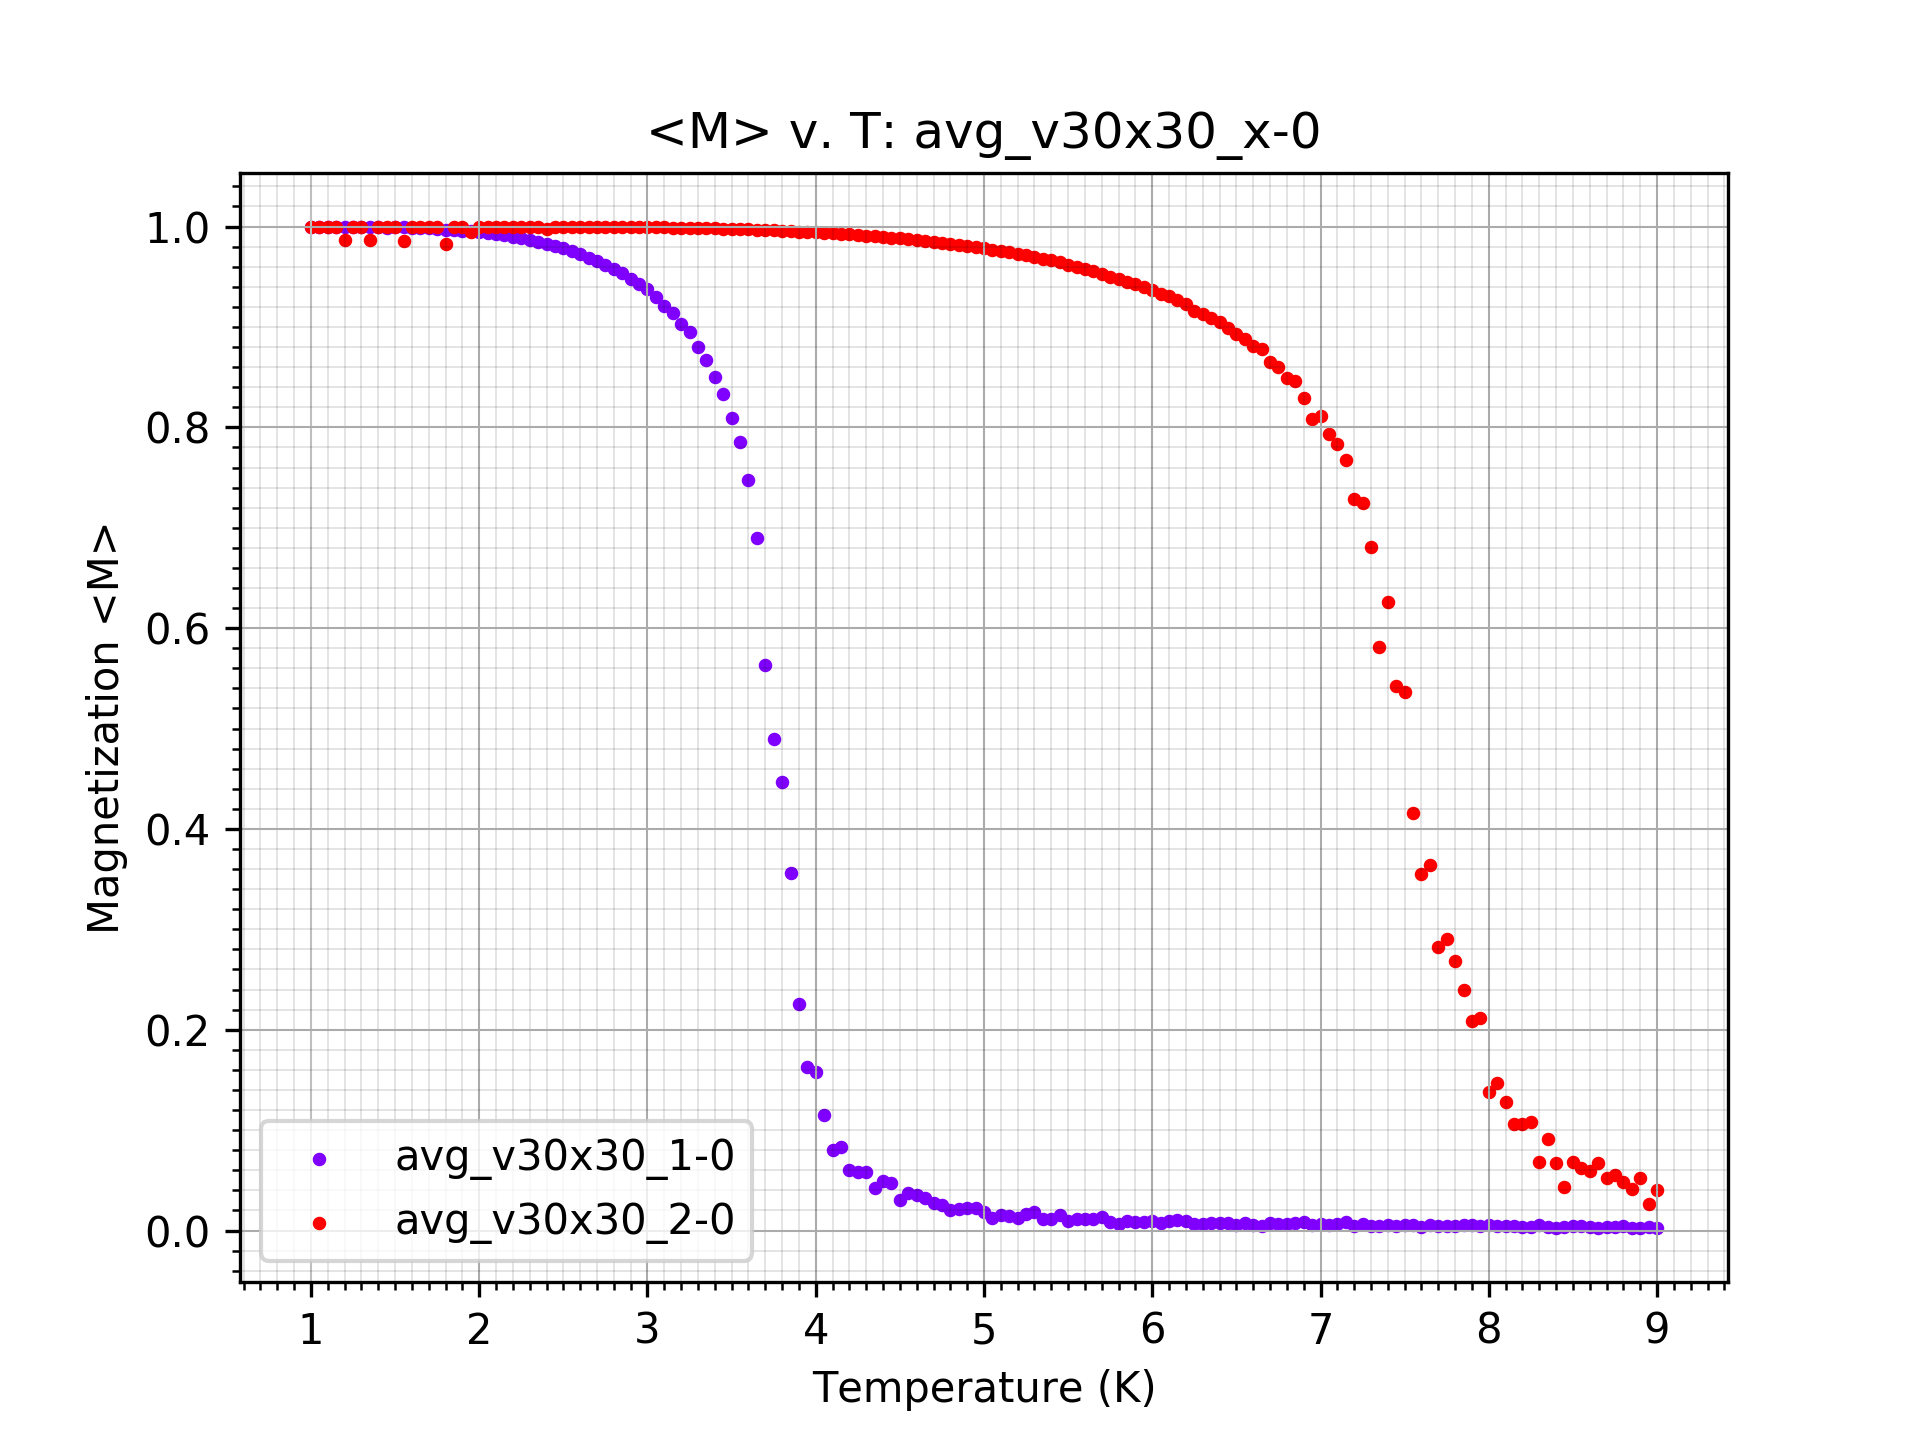 <M> v. T: avg_v30x30_x-0
Magnetization <M>
1.0
0.8
0.6
0.4
0.2
0.0
avg_v30x30_1-0
avg_v30x30_2-0
1 2 3 4 5 6 7 8 9
Temperature (K)